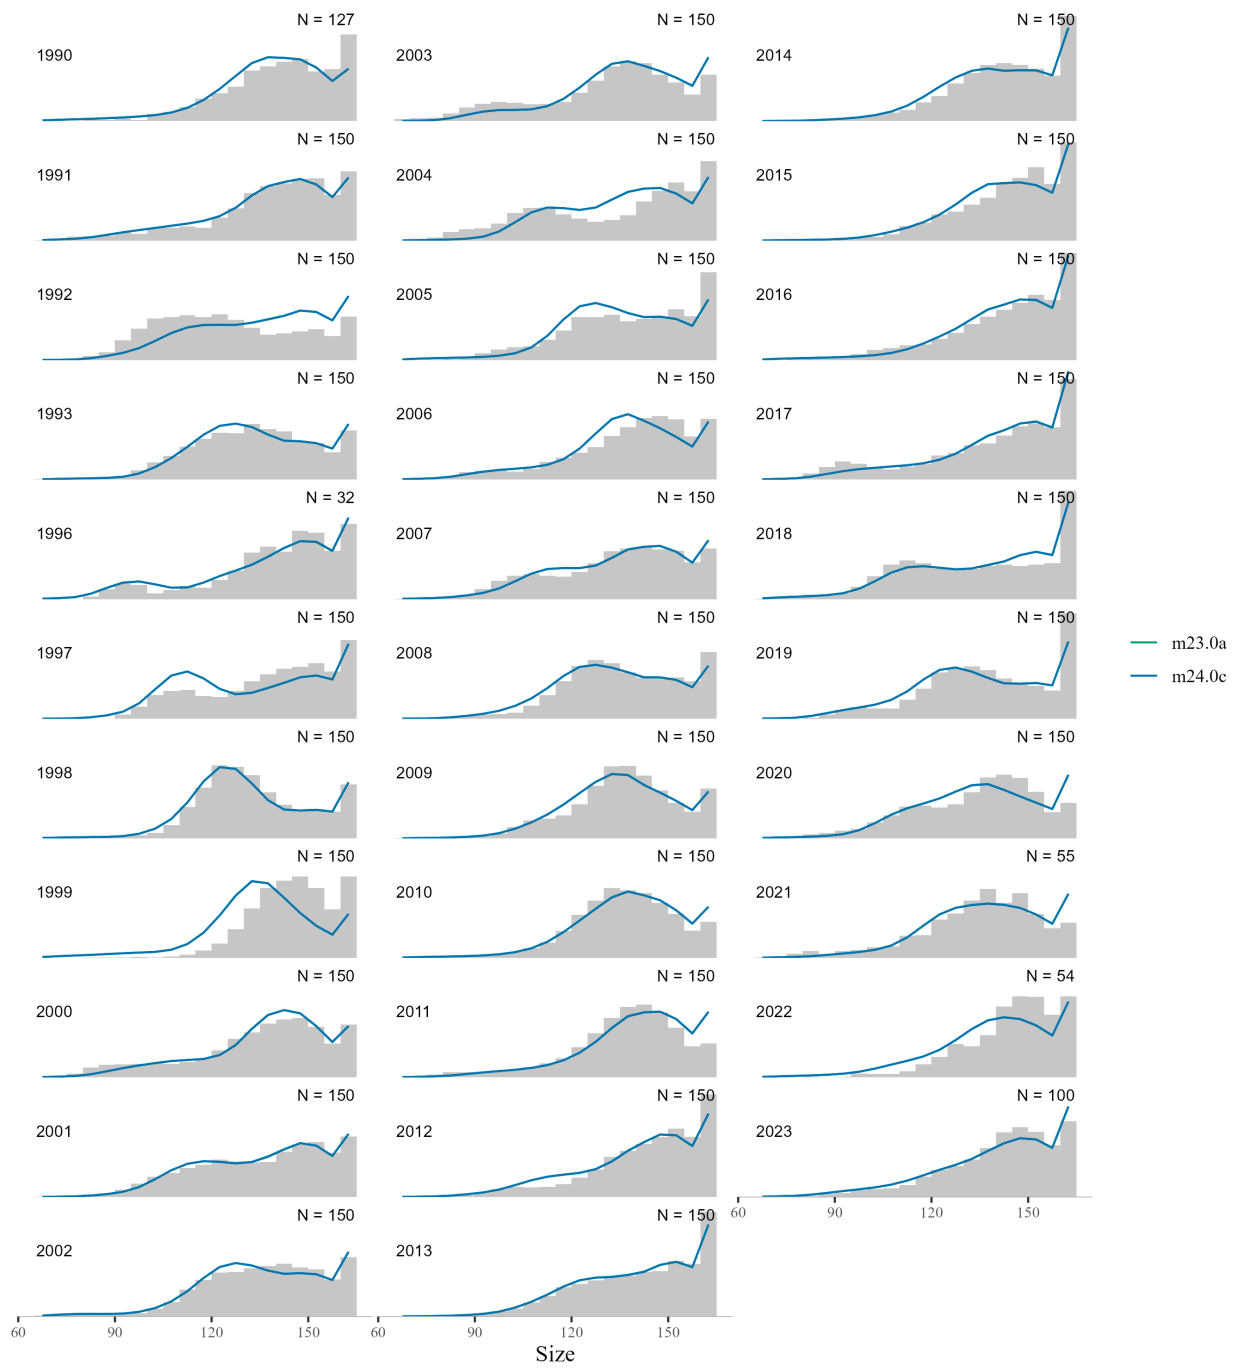 N = 127
1990
N = 150
1991
N = 150
1992
N = 150
1993
N = 32
1996
N = 150
1997
N = 150
1998
N = 150
1999
N = 150
2000
N = 150
2001
N = 150
2002
60 90 120 150
N = 150
2003
N = 150
2004
N = 150
2005
N = 150
2006
N = 150
2007
N = 150
2008
N = 150
2009
N = 150
2010
N = 150
2011
N = 150
2012
N = 150
2013
60 90 120 150
N = 150
2014
N = 150
2015
N = 150
2016
N = 150
2017
N = 150
2018
N = 150
2019
N = 150
2020
N = 55
2021
N = 54
2022
N = 100
2023
60 90 120 150
Size
m23.0a
m24.0c